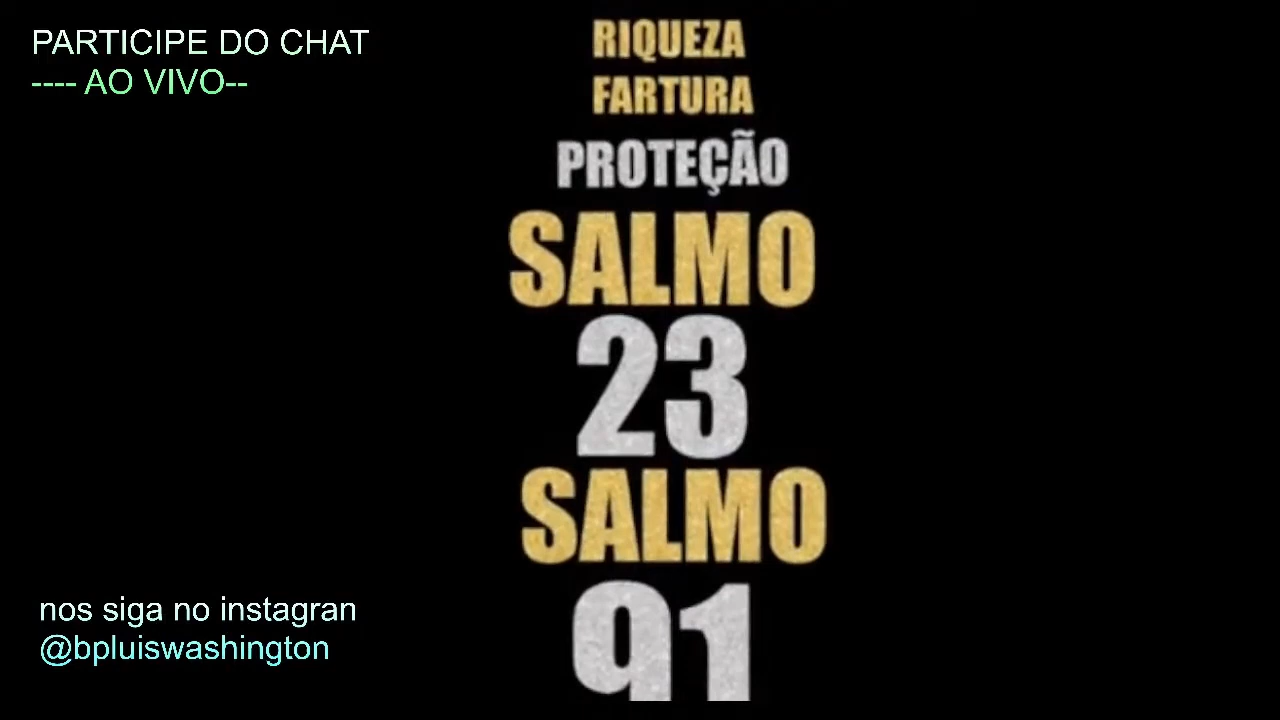 PARTICIPE DO CHAT
---- AO VIVO--
RIQUEZA
FARTURA
PROTEÇÃO
SALMO
23
SALMO
91
nos siga no instagran
@bpluiswashington